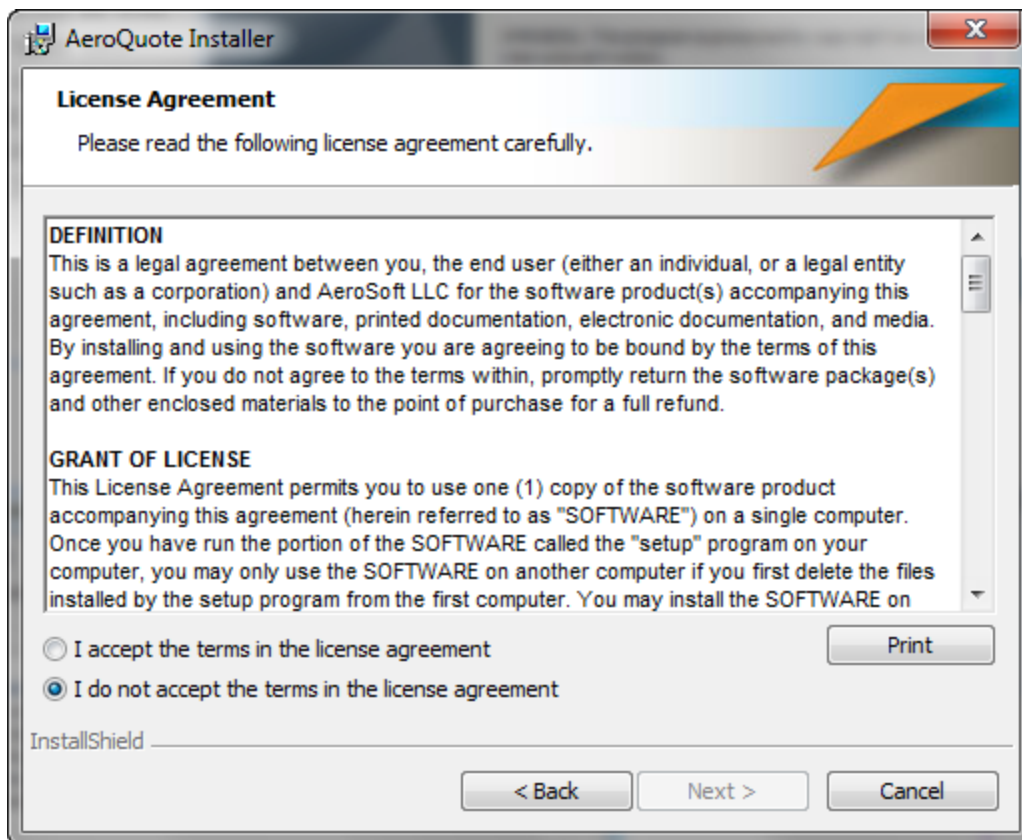 AeroQuote Installer
License Agreement
Please read the following license agreement carefully.
DEFINITION
This is a legal agreement between you, the end user (either an individual, or a legal entity
such as a corporation) and AeroSoft LLC for the software product(s) accompanying this
agreement, including software, printed documentation, electronic documentation, and media.
By installing and using the software you are agreeing to be bound by the terms of this
agreement. If you do not agree to the terms within, promptly return the software package(s)
and other enclosed materials to the point of purchase for a full refund.
GRANT OF LICENSE
This License Agreement permits you to use one (1) copy of the software product
accompanying this agreement (herein referred to as "SOFTWARE") on a single computer.
Once you have run the portion of the SOFTWARE called the "setup" program on your
computer, you may only use the SOFTWARE on another computer if you first delete the files
installed by the setup program from the first computer. You may install the SOFTWARE on
I accept the terms in the license agreement
Print
I do not accept the terms in the license agreement
InstallShield
< Back
Next >
Cancel